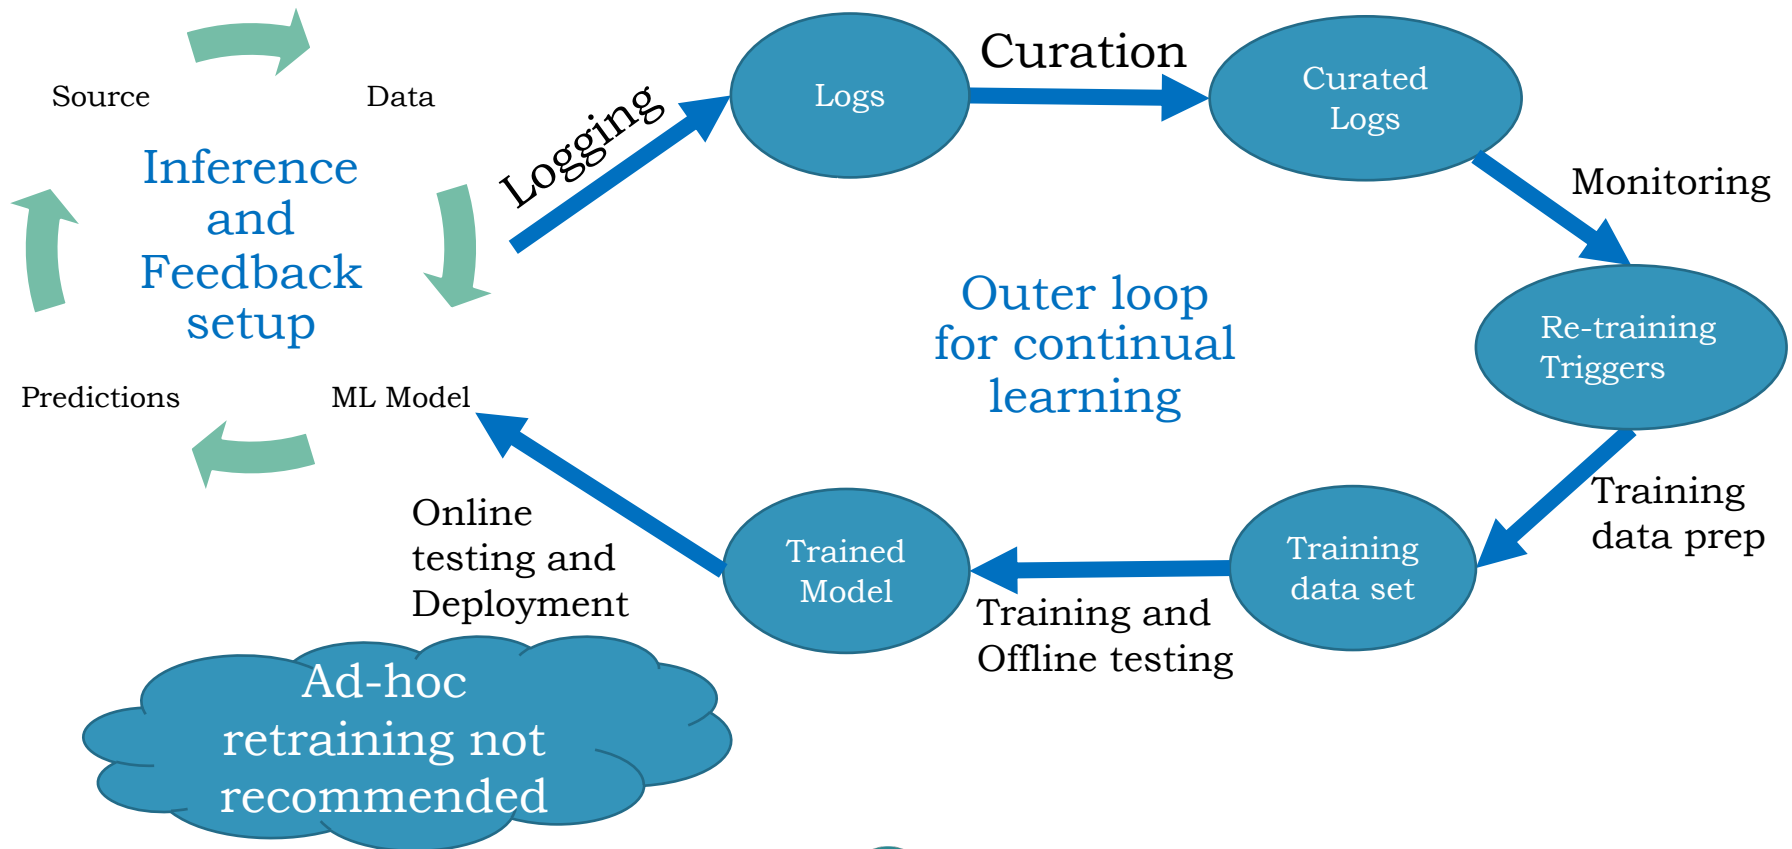 Source
Data
Inference
and
Feedback
setup
Predictions
ML Model
Logging
Logs
Curation
Curated
Logs
Monitoring
Outer loop
for continual
learning
Re-training
Triggers
Training
data prep
Training
data set
Training and
Offline testing
Trained
Model
Online
testing and
Deployment
Ad-hoc
retraining not
recommended